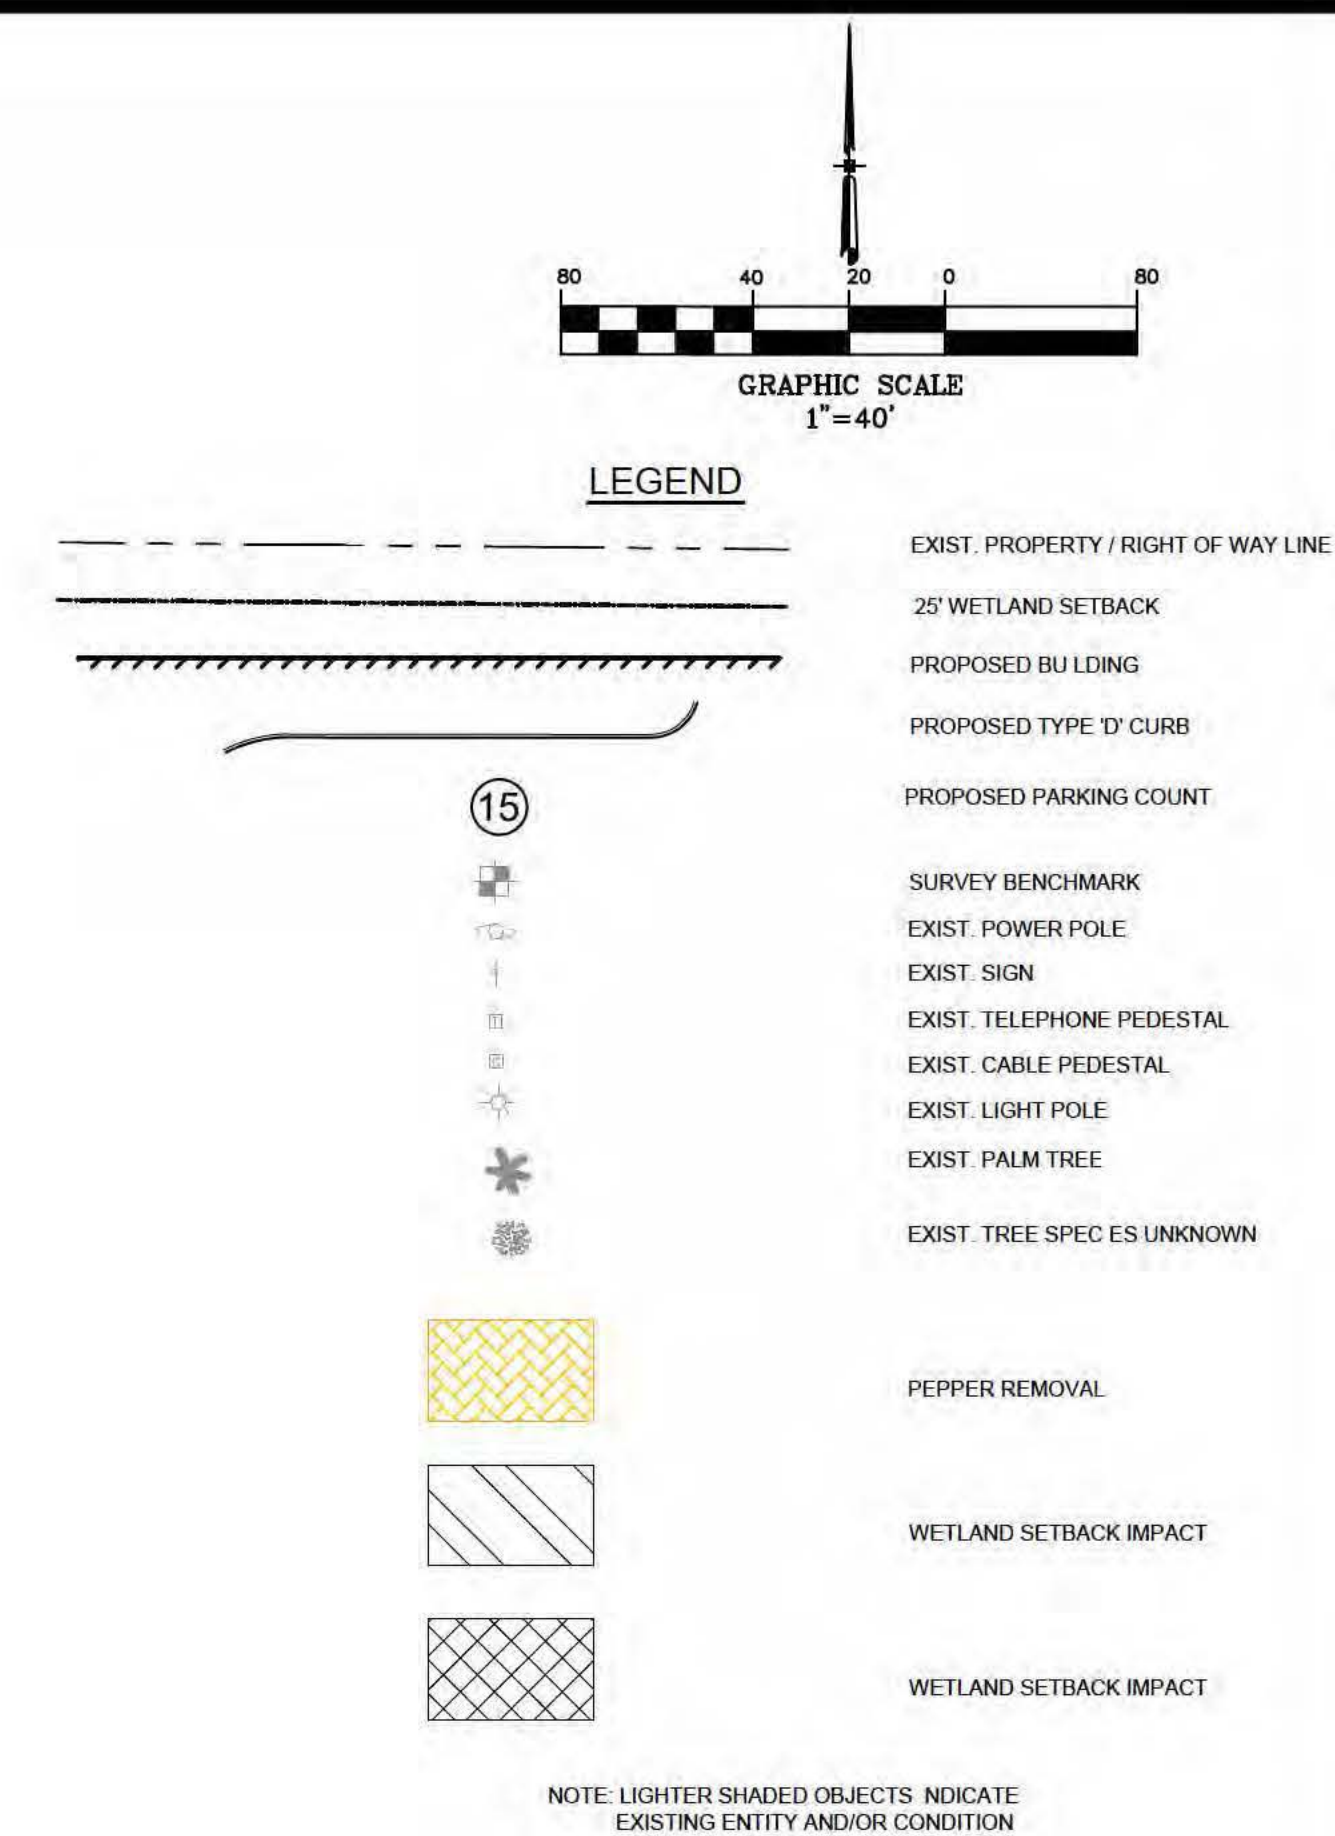 80 40 20 0 80
GRAPHIC SCALE
1"=40'
LEGEND
EXIST. PROPERTY / RIGHT OF WAY LINE
25' WETLAND SETBACK
PROPOSED BU LDING
PROPOSED TYPE 'D' CURB
15 PROPOSED PARKING COUNT
SURVEY BENCHMARK
EXIST. POWER POLE
EXIST. SIGN
T EXIST. TELEPHONE PEDESTAL
C EXIST. CABLE PEDESTAL
EXIST. LIGHT POLE
EXIST. PALM TREE
EXIST. TREE SPEC ES UNKNOWN
PEPPER REMOVAL
WETLAND SETBACK IMPACT
WETLAND SETBACK IMPACT
NOTE: LIGHTER SHADED OBJECTS NDICATE
EXISTING ENTITY AND/OR CONDITION